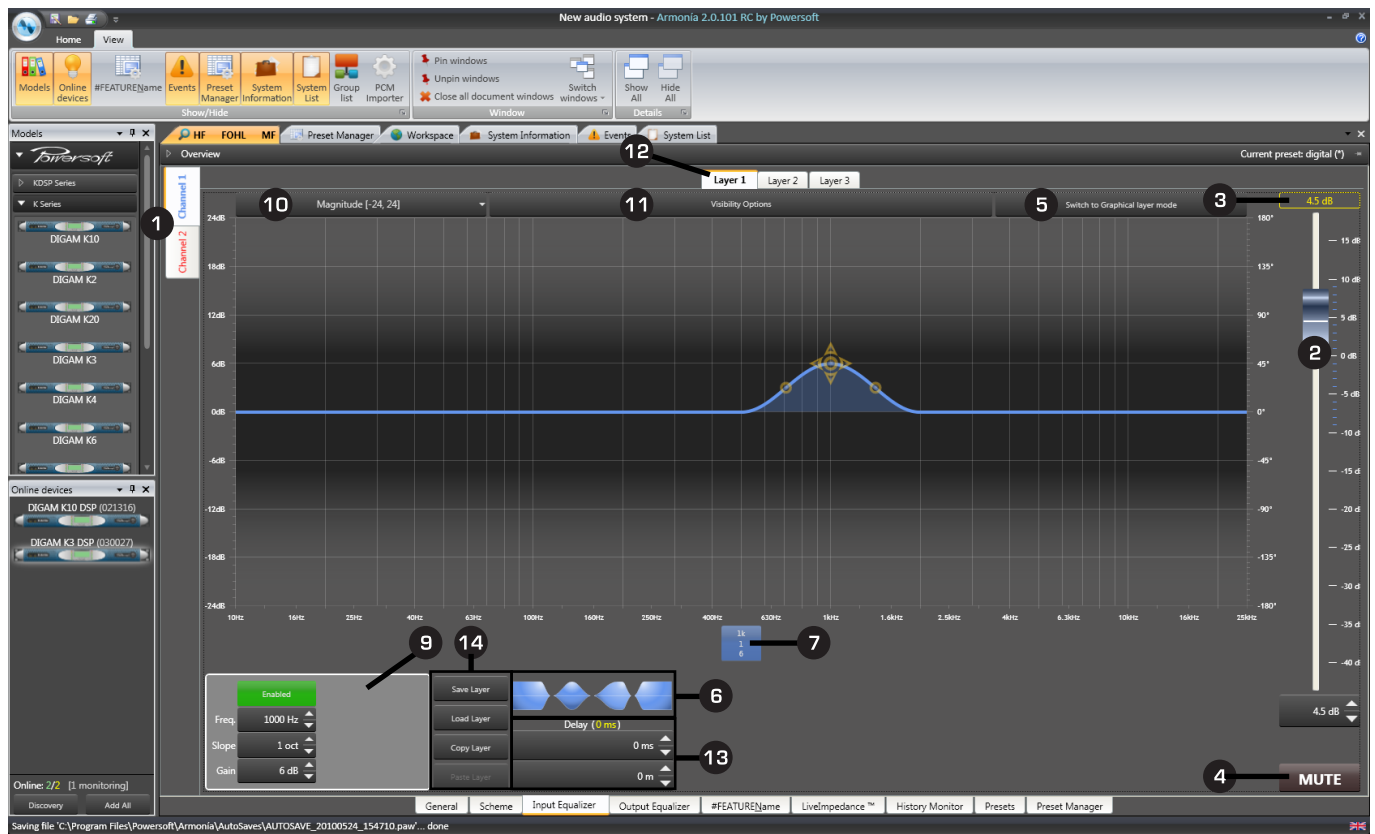 New audio system - Armonía 2.0.101 RC by Powersoft
Home View
Models
Online devices
#FEATUREName
Events
Preset Manager
System Information
System List
Group list
PCM Importer
Show/Hide
Pin windows
Unpin windows
Close all document windows
Switch windows
Window
Show All
Hide All
Details
Models
HF FOHL MF
Preset Manager
Workspace
System Information
Events
System List
Powersoft
Overview
12
Current preset: digital (*)
KDSP Series
K Series
Layer 1
Layer 2
Layer 3
Channel 1
1
Channel 2
10
Magnitude [-24, 24]
11
Visibility Options
5
Switch to Graphical layer mode
3
4.5 dB
DIGAM K10
DIGAM K2
DIGAM K20
DIGAM K3
DIGAM K4
DIGAM K6
24dB
18dB
12dB
6dB
0dB
-6dB
-12dB
-18dB
-24dB
180°
135°
90°
45°
0°
-45°
-90°
-135°
-180°
15 dB
10 dB
5 dB
2
0 dB
-5 dB
-10 d
-15 d
-20 d
-25 d
-30 d
-35 d
-40 d
10Hz 16Hz 25Hz 40Hz 63Hz 100Hz 160Hz 250Hz 400Hz 630Hz 1kHz 1.6kHz 2.5kHz 4kHz 6.3kHz 10kHz 16kHz 25kHz
Online devices
DIGAM K10 DSP (021316)
DIGAM K3 DSP (030027)
1k
1
6
7
9
14
Enabled
Freq. 1000 Hz
Slope 1 oct
Gain 6 dB
Save Layer
Load Layer
Copy Layer
Paste Layer
6
Delay (0 ms)
0 ms
13
0 m
4.5 dB
4
MUTE
Online: 2/2 [1 monitoring]
Discovery
Add All
General
Scheme
Input Equalizer
Output Equalizer
#FEATUREName
LiveImpedance ™
History Monitor
Presets
Preset Manager
Saving file 'C:\Program Files\Powersoft\Armonía\AutoSaves\AUTOSAVE_20100524_154710.paw'... done